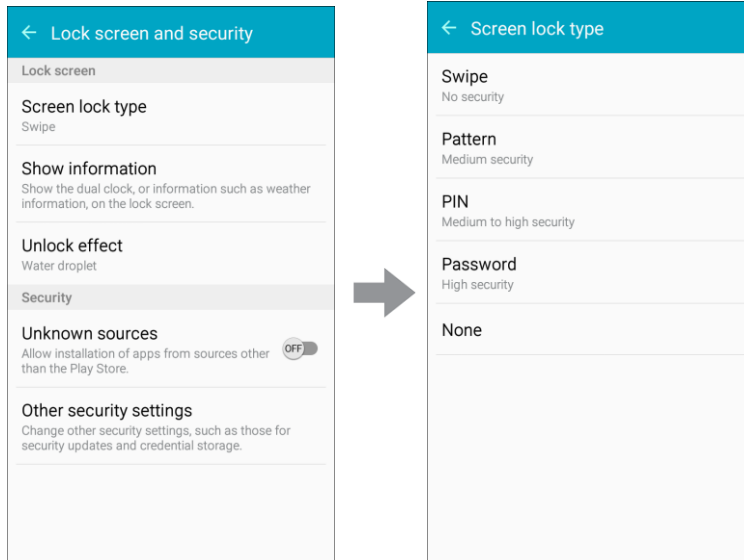 Lock screen and security
Lock screen
Screen lock type
Swipe
Show information
Show the dual clock, or information such as weather
information, on the lock screen.
Unlock effect
Water droplet
Security
Unknown sources
Allow installation of apps from sources other
than the Play Store.
OFF
Other security settings
Change other security settings, such as those for
security updates and credential storage.
Screen lock type
Swipe
No security
Pattern
Medium security
PIN
Medium to high security
Password
High security
None